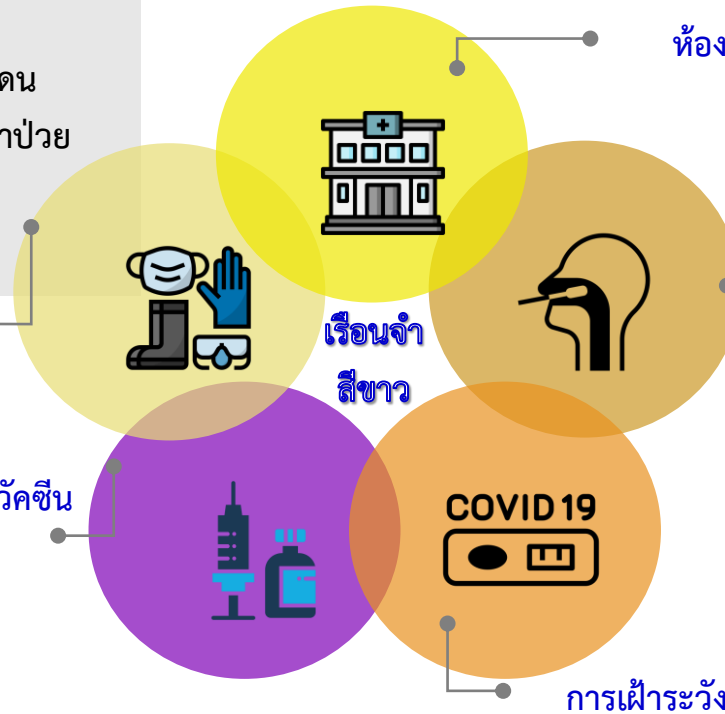 ห้อง
ดน
าป่วย
เรือนจำ
สีขาว
วัคซีน
COVID 19
การเฝ้าระวัง